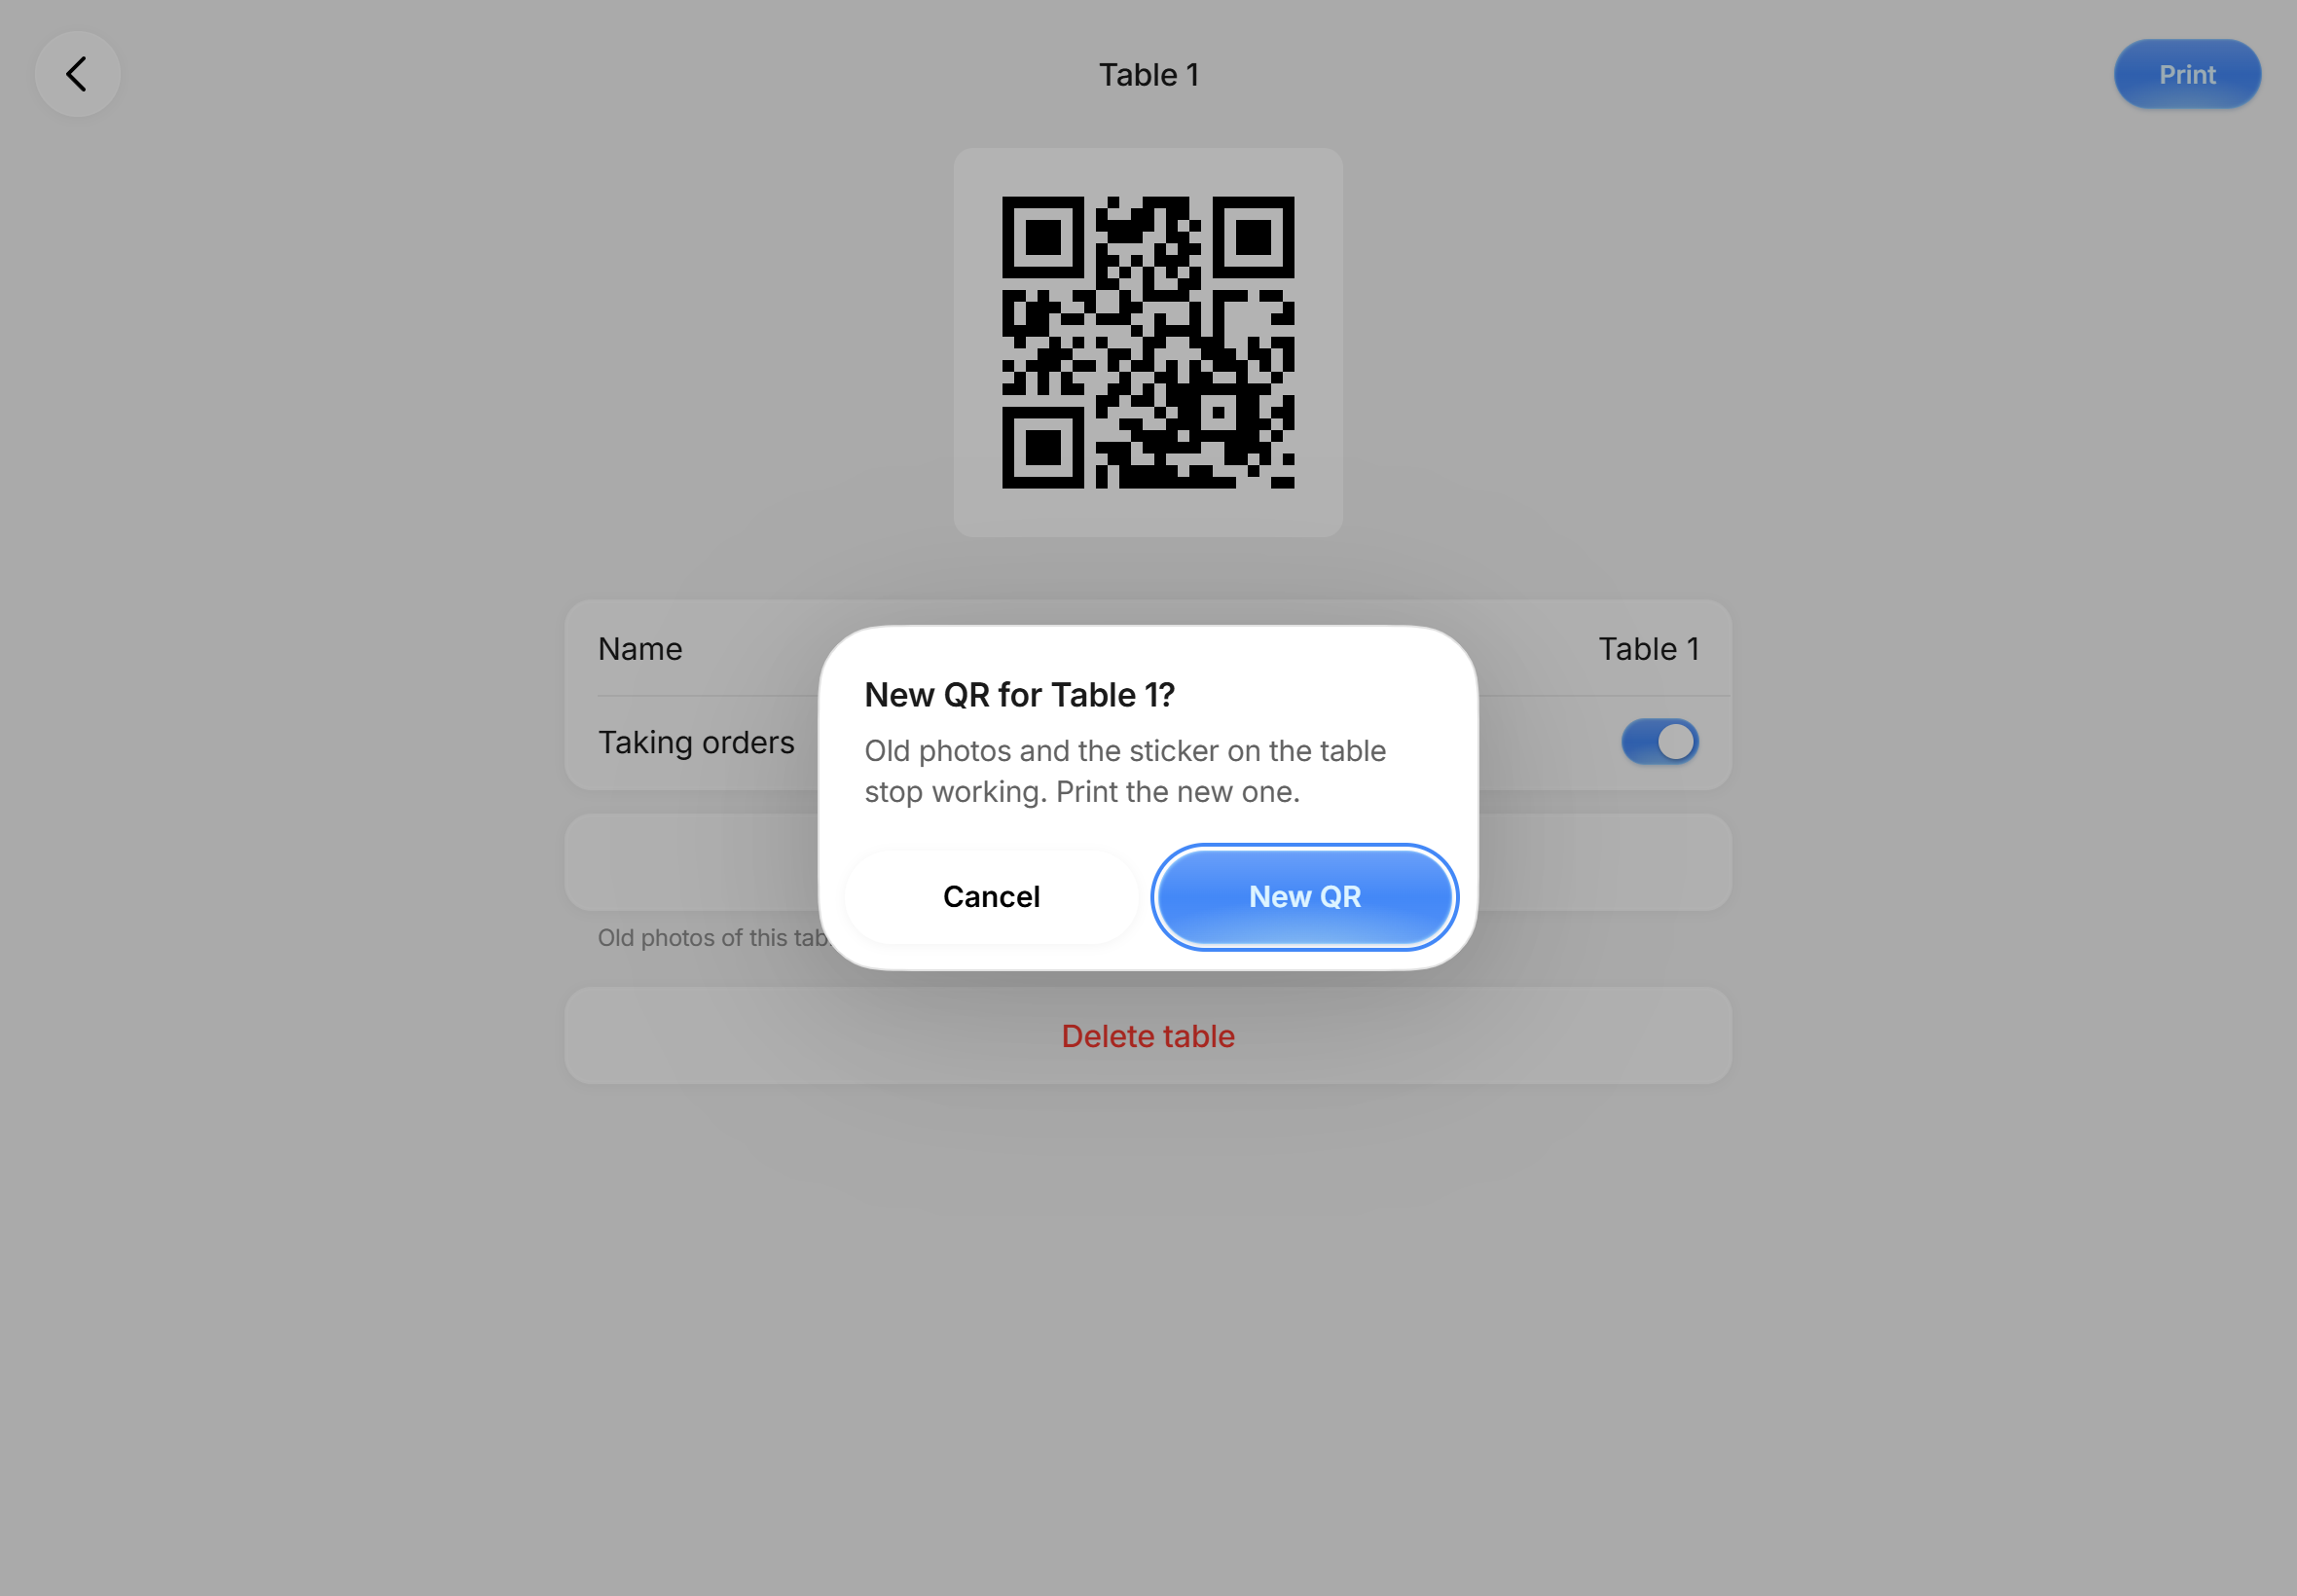 Table 1
Print
Name
Table 1
Taking orders
New QR for Table 1?
Old photos and the sticker on the table
stop working. Print the new one.
Cancel
New QR
Old photos of this
Delete table